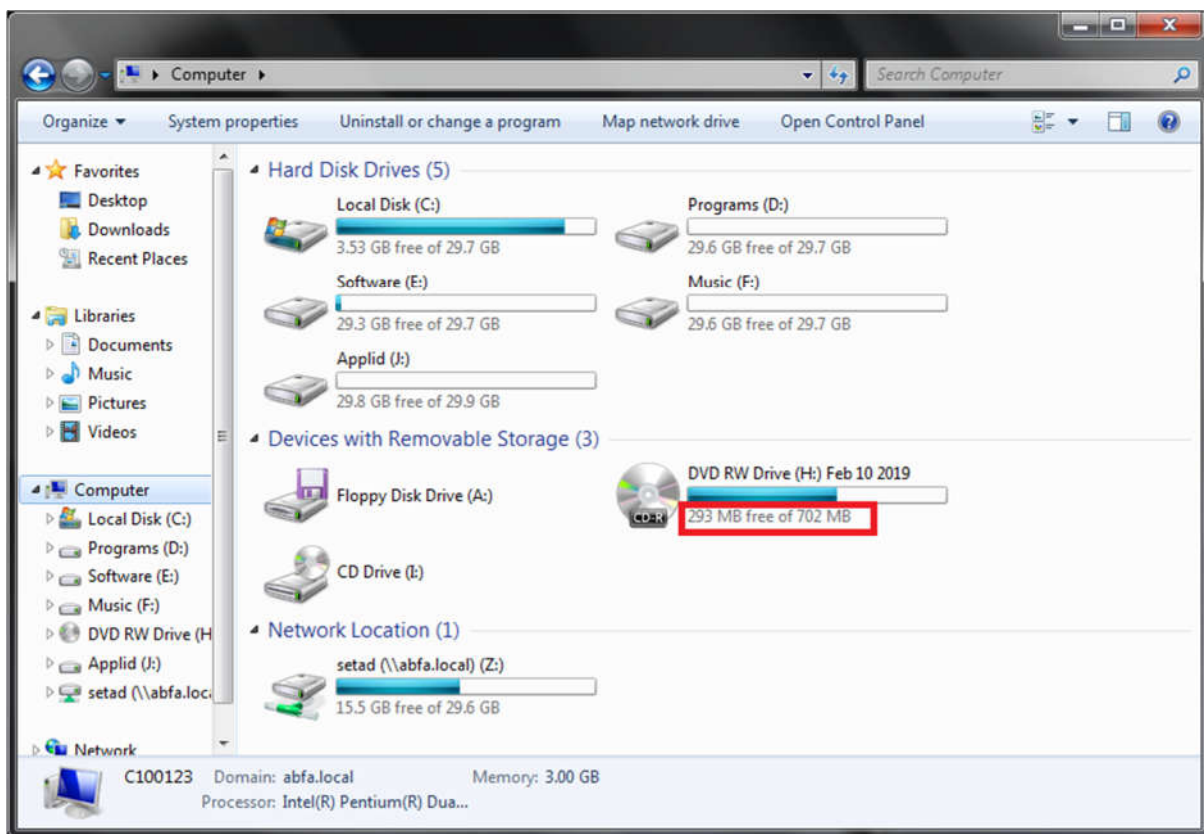 Computer
Search Computer
Organize
System properties
Uninstall or change a program
Map network drive
Open Control Panel
Favorites
Desktop
Downloads
Recent Places
Libraries
Documents
Music
Pictures
Videos
Computer
Local Disk (C:)
Programs (D:)
Software (E:)
Music (F:)
DVD RW Drive (H
Applid (J:)
setad (\\abfa.loca
Network
Hard Disk Drives (5)
Local Disk (C:)
3.53 GB free of 29.7 GB
Programs (D:)
29.6 GB free of 29.7 GB
Software (E:)
29.3 GB free of 29.7 GB
Music (F:)
29.6 GB free of 29.7 GB
Applid (J:)
29.8 GB free of 29.9 GB
Devices with Removable Storage (3)
Floppy Disk Drive (A:)
CD-R
DVD RW Drive (H:) Feb 10 2019
293 MB free of 702 MB
CD Drive (I:)
Network Location (1)
setad (\\abfa.local) (Z:)
15.5 GB free of 29.6 GB
C100123 Domain: abfa.local Memory: 3.00 GB
Processor: Intel(R) Pentium(R) Dua...